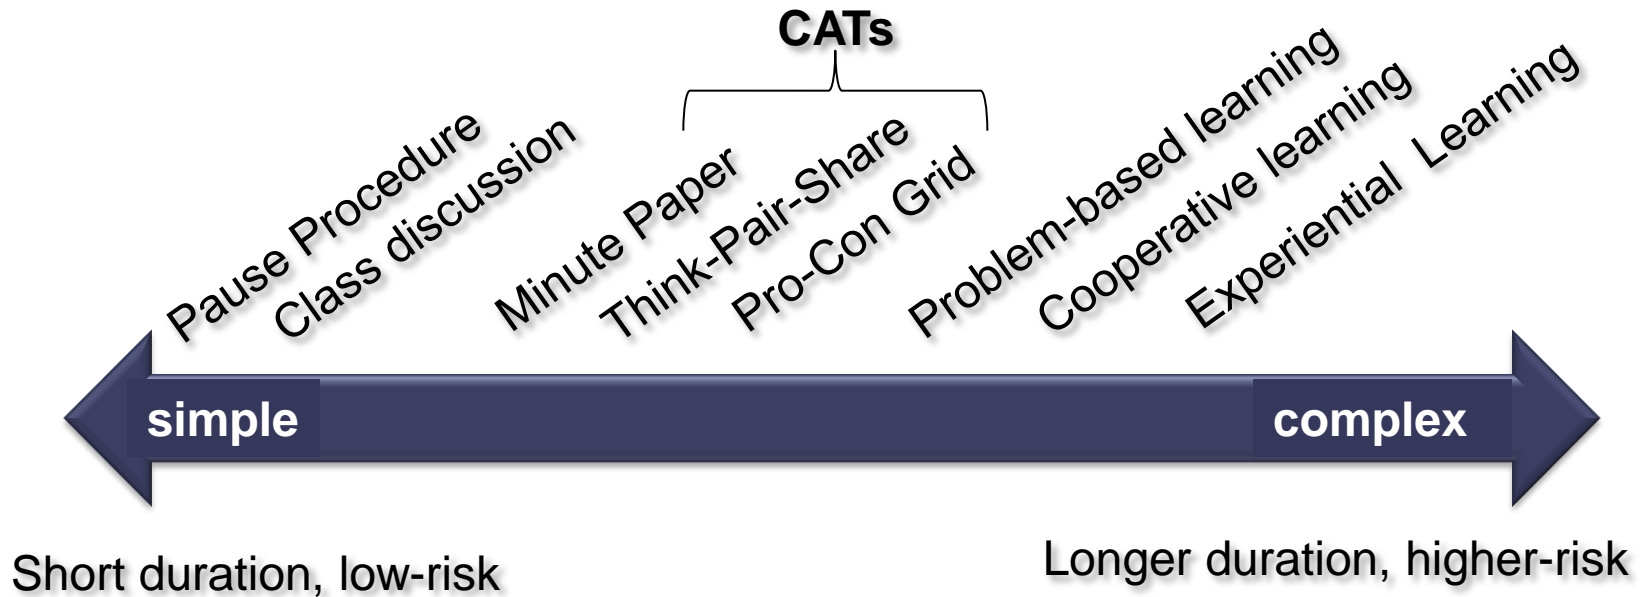 CATs
Pause Procedure
Class discussion
Minute Paper
Think-Pair-Share
Pro-Con Grid
Problem-based learning
Cooperative learning
Experiential Learning
simple
complex
Short duration, low-risk
Longer duration, higher-risk